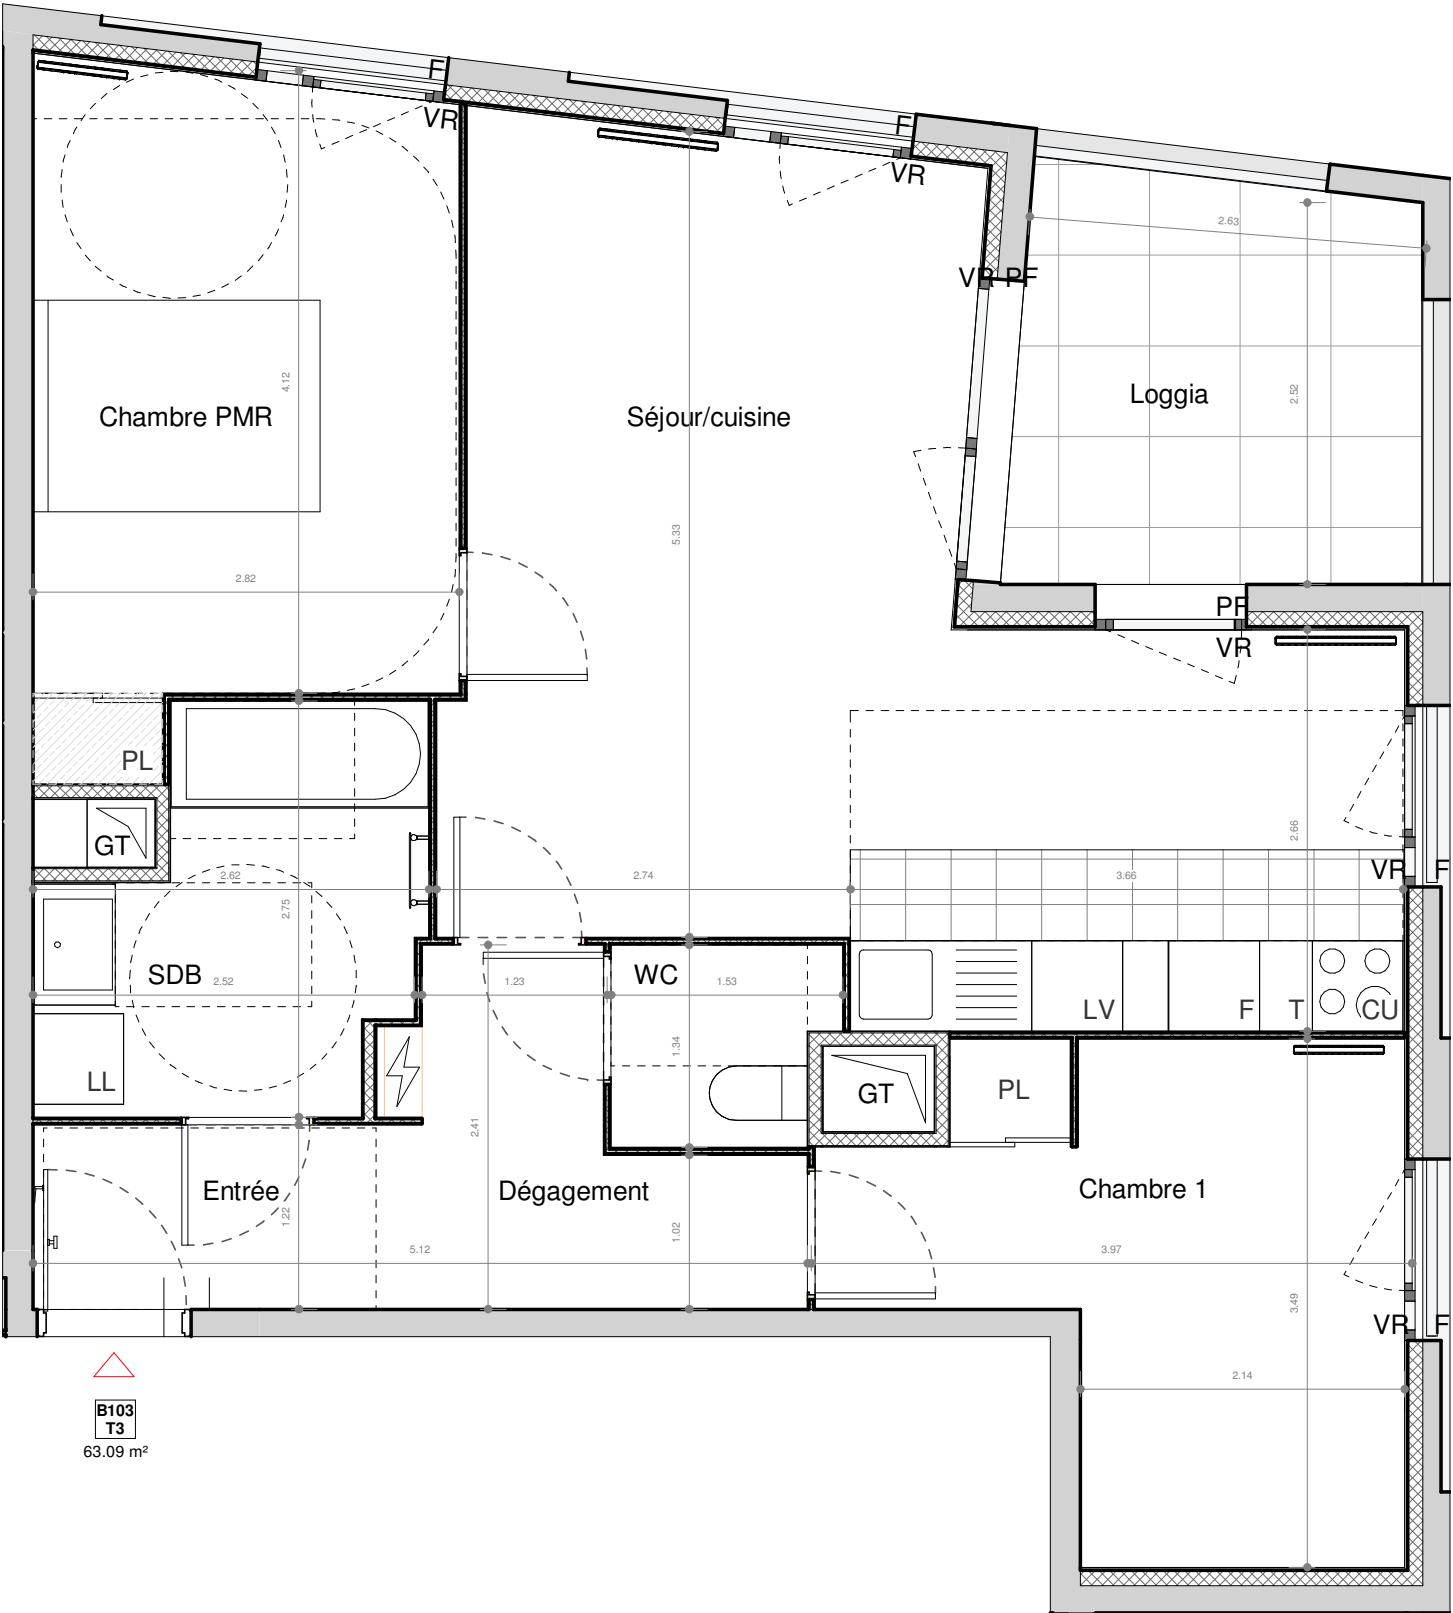 F
VR
F
VR
2.63
VR PF
4.12
Chambre PMR
Séjour/cuisine
Loggia
2.52
5.33
2.82
PF
VR
PL
GT
2.66
2.62
2.74
3.66
VR
F
2.75
SDB
2.52
1.23
WC
1.53
LV
F
T
CU
1.34
LL
GT
PL
2.41
Entrée
1.22
Dégagement
1.02
Chambre 1
5.12
3.97
3.49
VR
F
2.14
B103
T3
63.09 m²